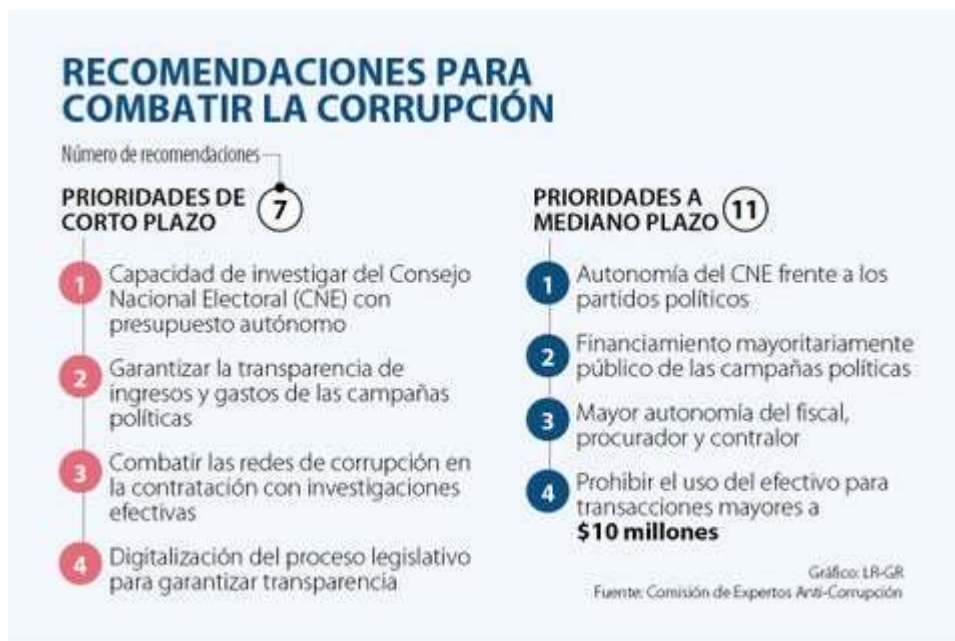 RECOMENDACIONES PARA
COMBATIR LA CORRUPCIÓN
Número de recomendaciones
PRIORIDADES DE
CORTO PLAZO
7
1
Capacidad de investigar del Consejo
Nacional Electoral (CNE) con
presupuesto autónomo
2
Garantizar la transparencia de
ingresos y gastos de las campañas
políticas
3
Combatir las redes de corrupción en
la contratación con investigaciones
efectivas
4
Digitalización del proceso legislativo
para garantizar transparencia
PRIORIDADES A
MEDIANO PLAZO
11
1
Autonomía del CNE frente a los
partidos políticos
2
Financiamiento mayoritariamente
público de las campañas políticas
3
Mayor autonomía del fiscal,
procurador y contralor
4
Prohibir el uso del efectivo para
transacciones mayores a
$10 millones
Gráfico: LR-GR
Fuente: Comisión de Expertos Anti-Corrupción